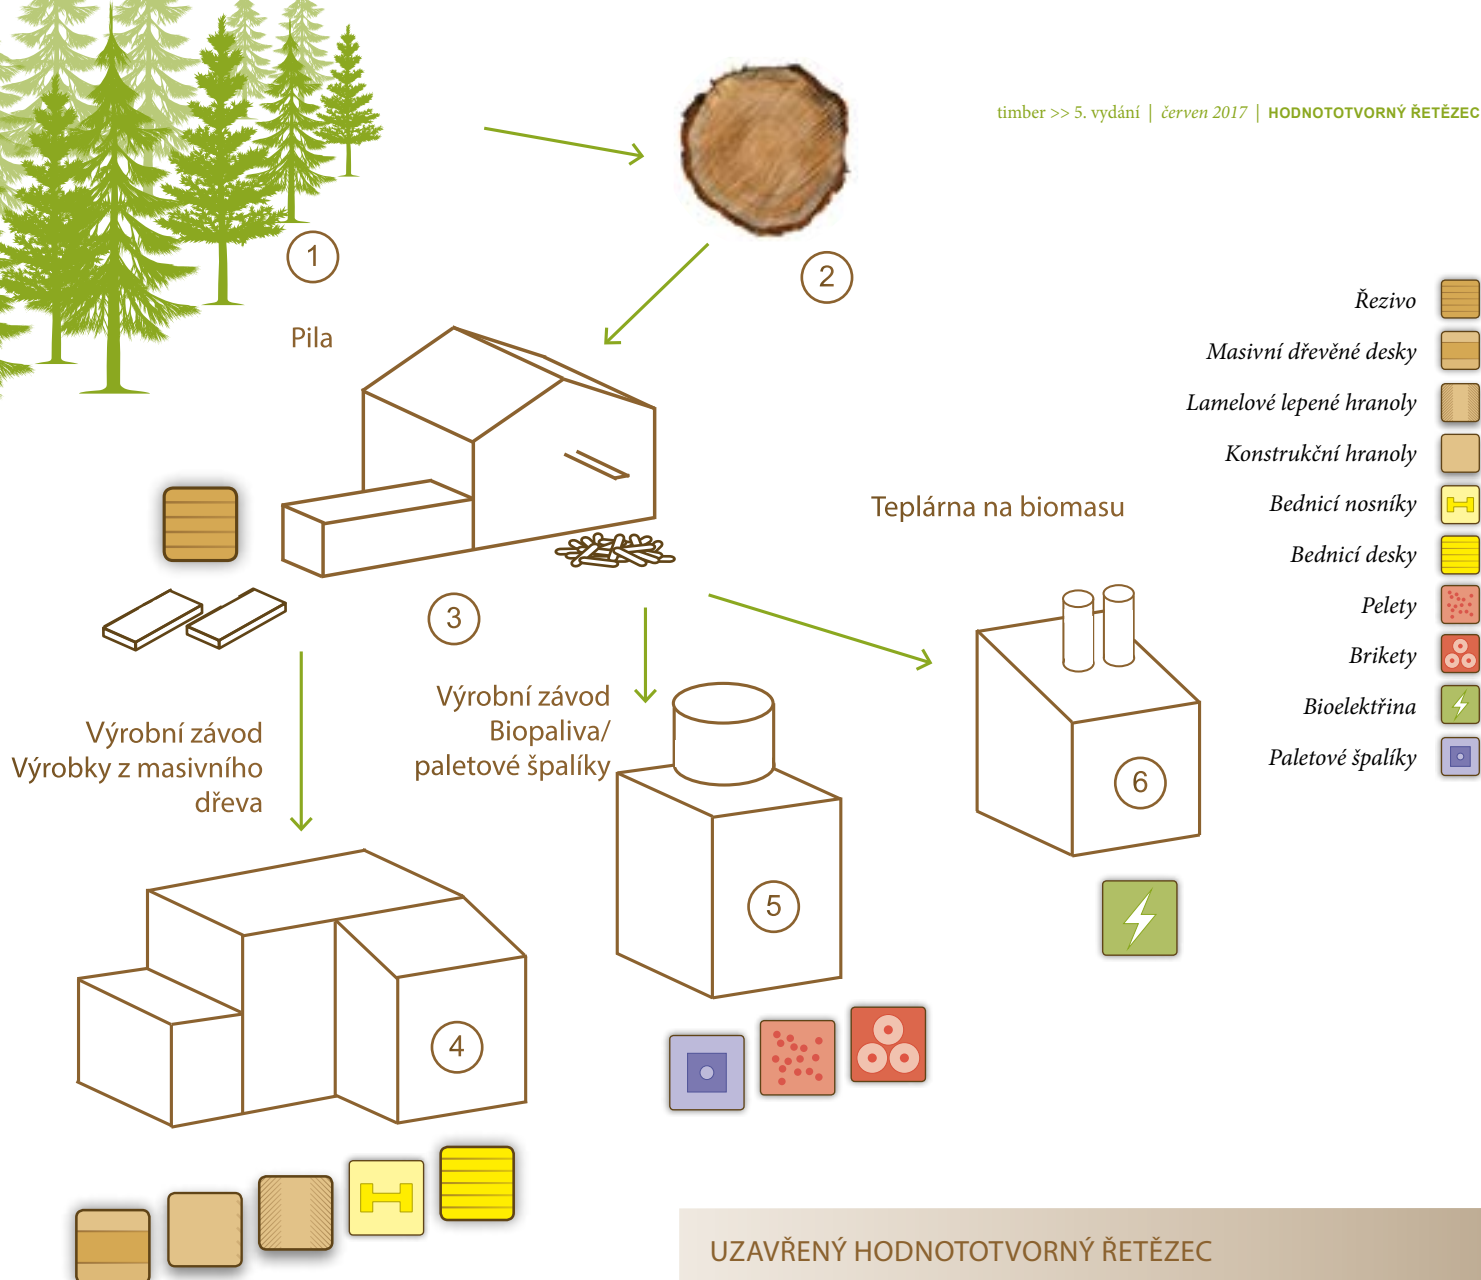 timber >> 5. vydání | červen 2017 | HODNOTOTVORNÝ ŘETĚZEC
1
2
Pila
Řezivo
Masivní dřevěné desky
Lamelové lepené hranoly
Konstrukční hranoly
Bednicí nosníky
Bednicí desky
Pelety
Brikety
Bioelektřina
Paletové špalíky
Teplárna na biomasu
3
Výrobní závod
Biopaliva/
paletové špalíky
Výrobní závod
Výrobky z masivního
dřeva
6
5
4
UZAVŘENÝ HODNOTOTVORNÝ ŘETĚZEC